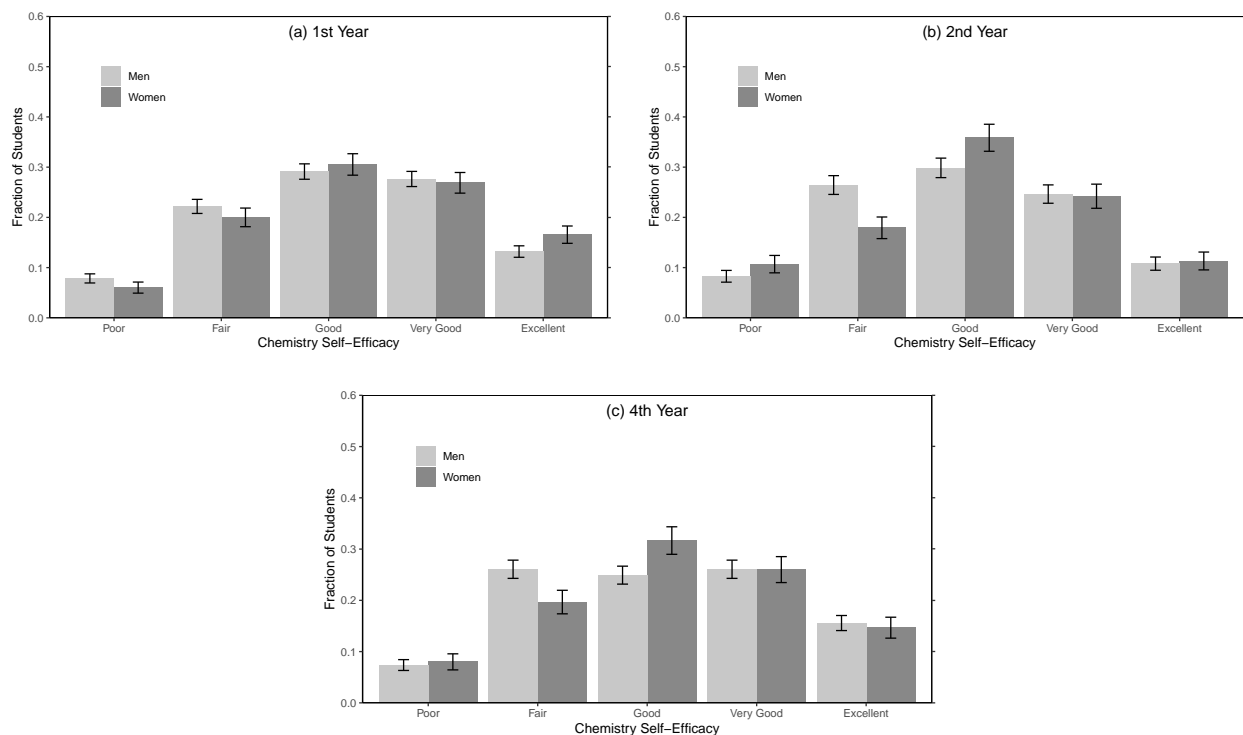 (a) 1st Year
Men
Women
Fraction of Students
0.6
0.5
0.4
0.3
0.2
0.1
0.0
Poor Fair Good Very Good Excellent
Chemistry Self−Efficacy
(b) 2nd Year
Men
Women
Fraction of Students
0.6
0.5
0.4
0.3
0.2
0.1
0.0
Poor Fair Good Very Good Excellent
Chemistry Self−Efficacy
(c) 4th Year
Men
Women
Fraction of Students
0.6
0.5
0.4
0.3
0.2
0.1
0.0
Poor Fair Good Very Good Excellent
Chemistry Self−Efficacy